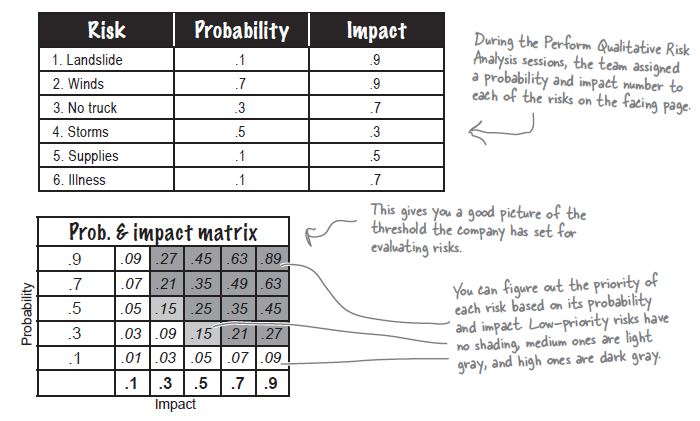 Risk Probability Impact
1. Landslide .1 .9
2. Winds .7 .9
3. No truck .3 .7
4. Storms .5 .3
5. Supplies .1 .5
6. Illness .1 .7
During the Perform Qualitative Risk
Analysis sessions, the team assigned
a probability and impact number to
each of the risks on the facing page.
Prob. & impact matrix
.9 .09 .27 .45 .63 .89
.7 .07 .21 .35 .49 .63
.5 .05 .15 .25 .35 .45
.3 .03 .09 .15 .21 .27
.1 .01 .03 .05 .07 .09
.1 .3 .5 .7 .9
Probability
Impact
This gives you a good picture of the
threshold the company has set for
evaluating risks.
You can figure out the priority of
each risk based on its probability
and impact. Low-priority risks have
no shading, medium ones are light
gray, and high ones are dark gray.